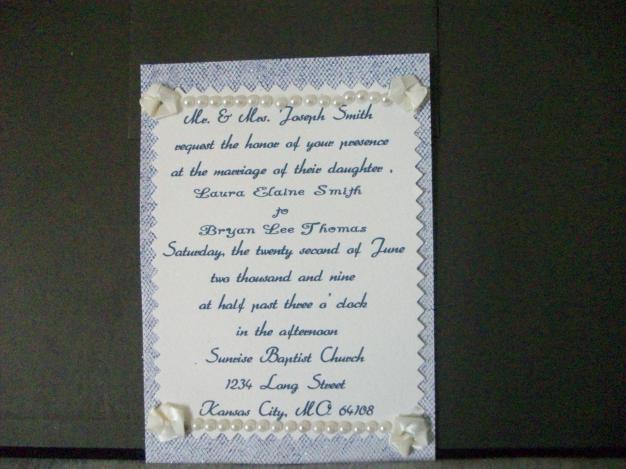 Mr. & Mrs. Joseph Smith
request the honor of your presence
at the marriage of their daughter ,
Laura Elaine Smith
to
Bryan Lee Thomas
Saturday, the twenty second of June
two thousand and nine
at half past three o' clock
in the afternoon
Sunrise Baptist Church
1234 Long Street
Kansas City, MO 64108